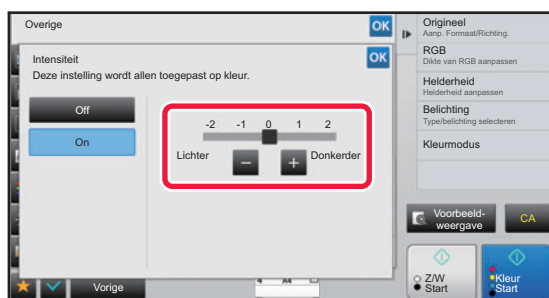 Overige
OK
Intensiteit
OK
Deze instelling wordt allen toegepast op kleur.
Off
On
-2 -1 0 1 2
Lichter
Donkerder
Vorige
A4
Origineel
Aanp. Formaat/Richting.
RGB
Dikte van RGB aanpassen
Helderheid
Helderheid aanpassen
Belichting
Type/belichting selecteren
Kleurmodus
Voorbeeld-
weergave
CA
Z/W
Start
Kleur
Start